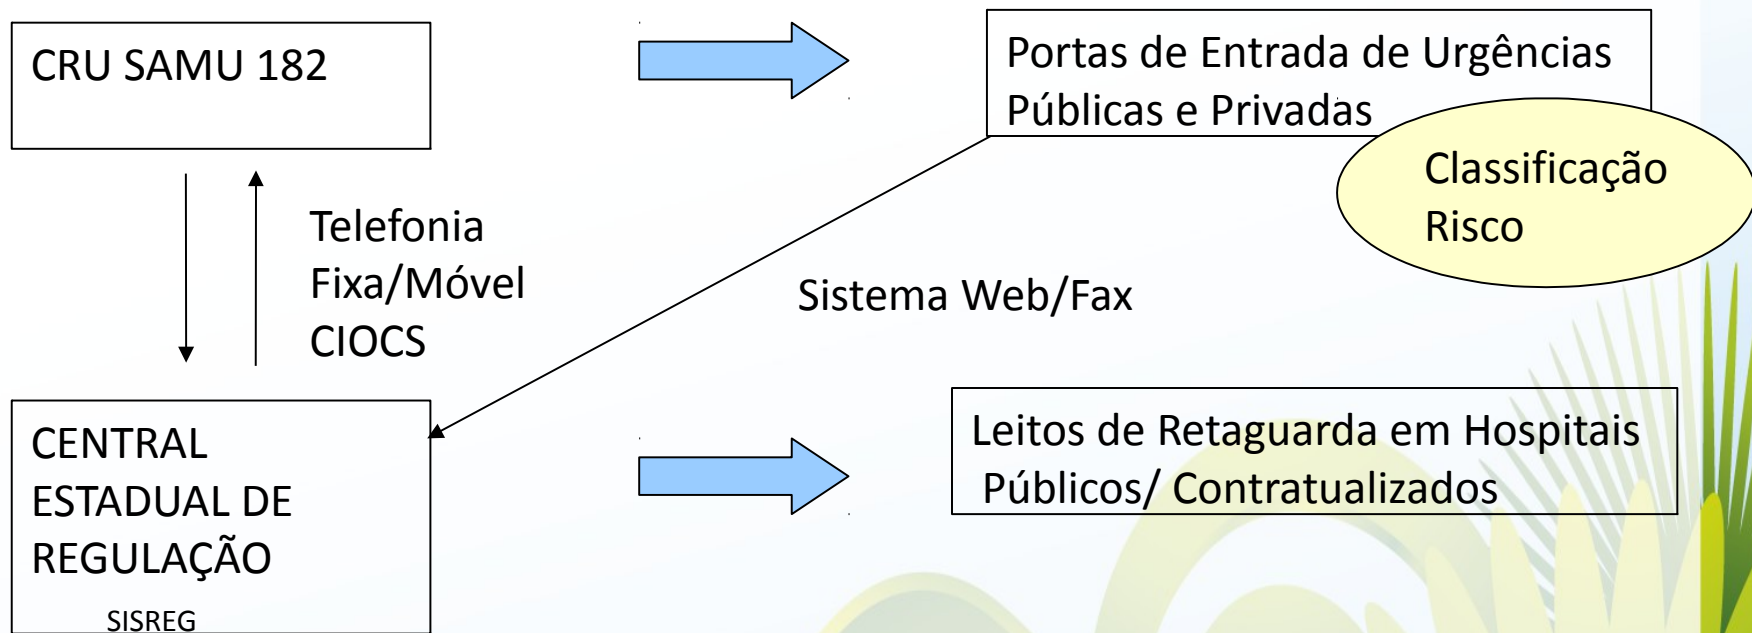 CRU SAMU 182
Portas de Entrada de Urgências
Públicas e Privadas
Classificação
Risco
Telefonia
Fixa/Móvel
CIOCS
Sistema Web/Fax
CENTRAL
ESTADUAL DE
REGULAÇÃO
SISREG
Leitos de Retaguarda em Hospitais
Públicos/ Contratualizados